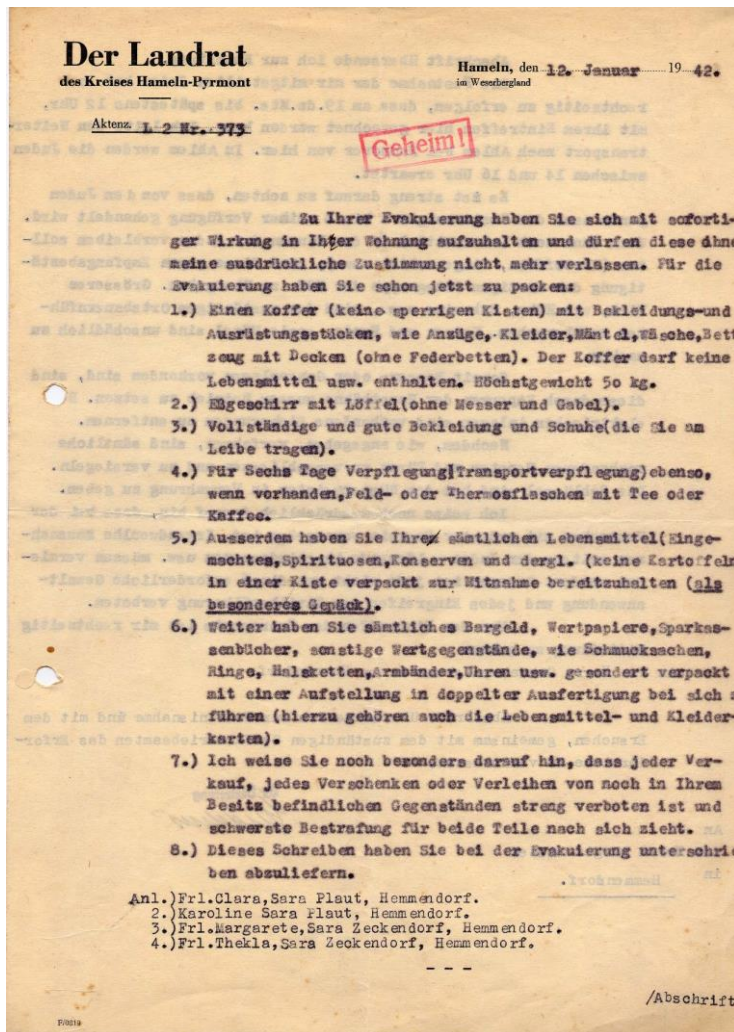 Der Landrat
des Kreises Hameln-Pyrmont
Hameln, den 12. Januar 19 42.
im Weserbergland
Aktenz. L 2 Nr. 373
Geheim!
Zu Ihrer Evakuierung haben Sie sich mit soforti-
ger Wirkung in Ihrer Wohnung aufzuhalten und dürfen diese ohne
meine ausdrückliche Zustimmung nicht mehr verlassen. Für die
Evakuierung haben Sie schon jetzt zu packen:
1.) Einen Koffer (keine sperrigen Kisten) mit Bekleidungs-und
Ausrüstungsstücken, wie Anzüge, Kleider,Mäntel,Wäsche,Bett
zeug mit Decken (ohne Federbetten). Der Koffer darf keine
Lebensmittel usw. enthalten. Höchstgewicht 50 kg.
2.) Eßgeschirr mit Löffel(ohne Messer und Gabel).
3.) Vollständige und gute Bekleidung und Schuhe(die Sie am
Leibe tragen).
4.) Für Sechs Tage Verpflegung(Transportverpflegung)ebenso,
wenn vorhanden,Feld- oder Thermosflaschen mit Tee oder
Kaffee.
5.) Ausserdem haben Sie Ihre sämtlichen Lebensmittel(Einge-
machtes,Spirituosen,Konserven und dergl. (keine Kartoffeln
in einer Kiste verpackt zur Mitnahme bereitzuhalten (als
besonderes Gepäck).
6.) Weiter haben Sie sämtliches Bargeld, Wertpapiere,Sparkas-
senbücher, sonstige Wertgegenstände, wie Schmucksachen,
Ringe, Halsketten,Armbänder,Uhren usw. gesondert verpackt
mit einer Aufstellung in doppelter Ausfertigung bei sich z
führen (hierzu gehören auch die Lebensmittel- und Kleider
karten).
7.) Ich weise Sie noch besonders darauf hin, dass jeder Ver-
kauf, jedes Verschenken oder Verleihen von noch in Ihrem
Besitz befindlichen Gegenständen streng verboten ist und
schwerste Bestrafung für beide Teile nach sich zieht.
8.) Dieses Schreiben haben Sie bei der Evakuierung unterschrie
ben abzuliefern.
Anl.)Frl.Clara,Sara Plaut, Hemmendorf.
2.)Karoline Sara Plaut, Hemmendorf.
3.)Frl.Margarete,Sara Zeckendorf, Hemmendorf.
4.)Frl.Thekla,Sara Zeckendorf, Hemmendorf.
- - -
/Abschrift
F/0219